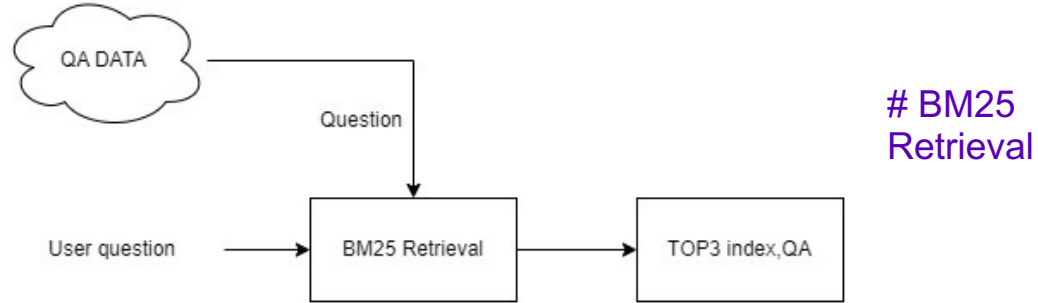 QA DATA
Question
# BM25
Retrieval
User question
BM25 Retrieval
TOP3 index,QA